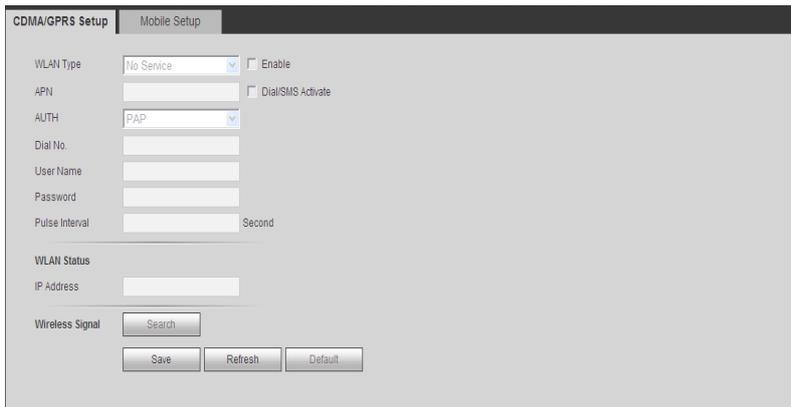 CDMA/GPRS Setup Mobile Setup
WLAN Type No Service Enable
APN Dial/SMS Activate
AUTH PAP
Dial No.
User Name
Password
Pulse Interval Second
WLAN Status
IP Address
Wireless Signal Search
Save Refresh Default